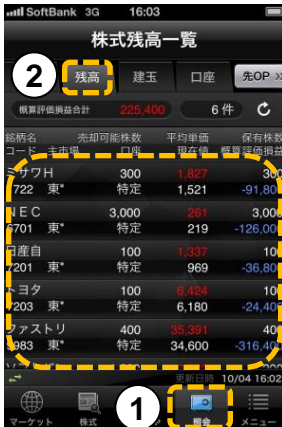 SoftBank 3G 16:03
株式残高一覧
2 残高 建玉 口座 先OP »
概算評価損益合計 225,400 6件
銘柄名 売却可能株数 平均単価 保有株数
コード 主市場 口座 現在値 概算評価損益
ミサワH 300 1,827 300
1722 東* 特定 1,521 -91,80
NEC 3,000 261 3,000
6701 東* 特定 219 -126,00
日産自 100 1,337 100
7201 東* 特定 969 -36,80
トヨタ 100 6,424 100
7203 東* 特定 6,180 -24,40
ファストリ 400 35,391 400
9983 東* 特定 34,600 -316,40
更新日時 10/04 16:02
マーケット 株式 1 照会 メニュー